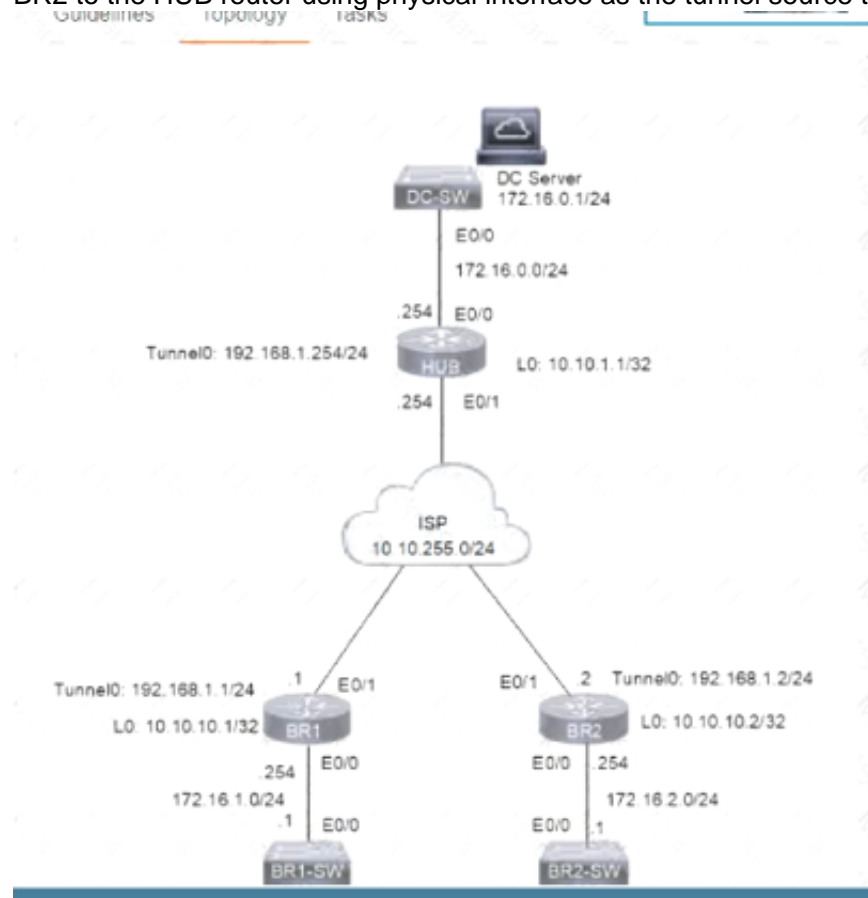 BR2 to the HUB router using physical interface as the tunnel source
Guidelines Topology Tasks
DC Server
DC-SW 172.16.0.1/24
E0/0
172.16.0.0/24
.254 E0/0
Tunnel0: 192.168.1.254/24
HUB L0: 10.10.1.1/32
.254 E0/1
ISP
10.10.255.0/24
.1 E0/1 E0/1 .2 Tunnel0: 192.168.1.2/24
Tunnel0: 192.168.1.1/24
L0: 10.10.10.1/32 BR1 BR2 L0: 10.10.10.2/32
.254 E0/0 E0/0 .254
172.16.1.0/24 172.16.2.0/24
.1 E0/0 E0/0 .1
BR1-SW BR2-SW